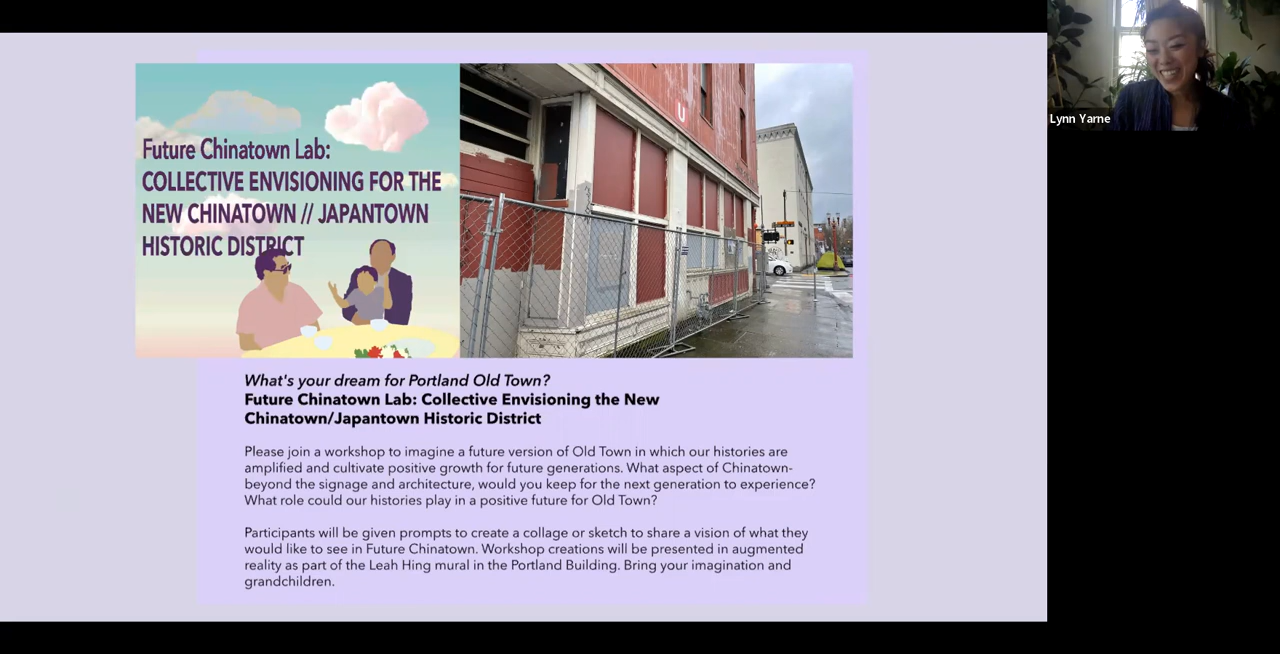 Future Chinatown Lab:
COLLECTIVE ENVISIONING FOR THE
NEW CHINATOWN // JAPANTOWN
HISTORIC DISTRICT
U
Lynn Yarne
What's your dream for Portland Old Town?
Future Chinatown Lab: Collective Envisioning the New
Chinatown/Japantown Historic District
Please join a workshop to imagine a future version of Old Town in which our histories are
amplified and cultivate positive growth for future generations. What aspect of Chinatown-
beyond the signage and architecture, would you keep for the next generation to experience?
What role could our histories play in a positive future for Old Town?
Participants will be given prompts to create a collage or sketch to share a vision of what they
would like to see in Future Chinatown. Workshop creations will be presented in augmented
reality as part of the Leah Hing mural in the Portland Building. Bring your imagination and
grandchildren.